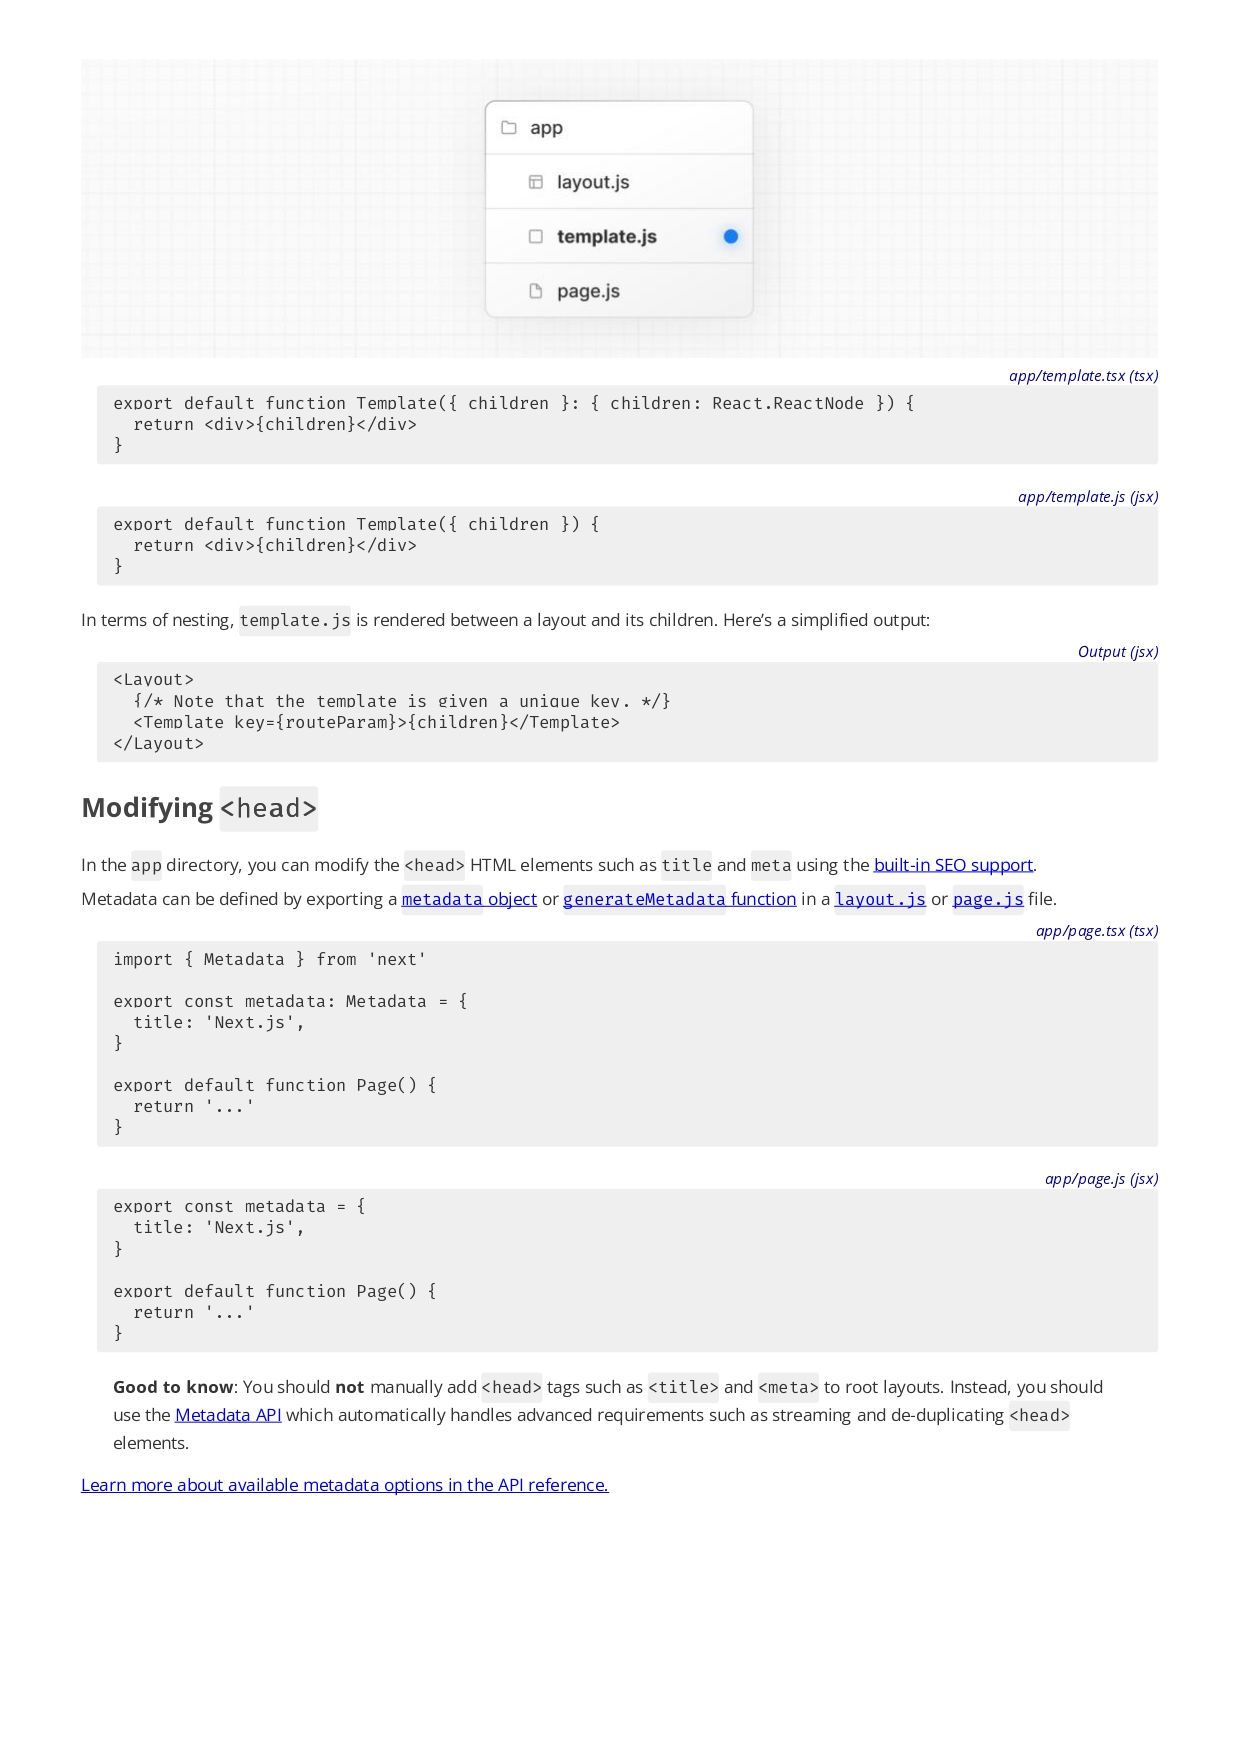 app
layout.js
template.js
page.js
app/template.tsx (tsx)
export default function Template({ children }: { children: React.ReactNode }) {
  return <div>{children}</div>
}
app/template.js (jsx)
export default function Template({ children }) {
  return <div>{children}</div>
}
In terms of nesting, template.js is rendered between a layout and its children. Here’s a simplified output:
Output (jsx)
<Layout>
  {/* Note that the template is given a unique key. */}
  <Template key={routeParam}>{children}</Template>
</Layout>
Modifying <head>
In the app directory, you can modify the <head> HTML elements such as title and meta using the built-in SEO support.
Metadata can be defined by exporting a metadata object or generateMetadata function in a layout.js or page.js file.
app/page.tsx (tsx)
import { Metadata } from 'next'
export const metadata: Metadata = {
  title: 'Next.js',
}
export default function Page() {
  return '...'
}
app/page.js (jsx)
export const metadata = {
  title: 'Next.js',
}
export default function Page() {
  return '...'
}
Good to know: You should not manually add <head> tags such as <title> and <meta> to root layouts. Instead, you should
use the Metadata API which automatically handles advanced requirements such as streaming and de-duplicating <head>
elements.
Learn more about available metadata options in the API reference.